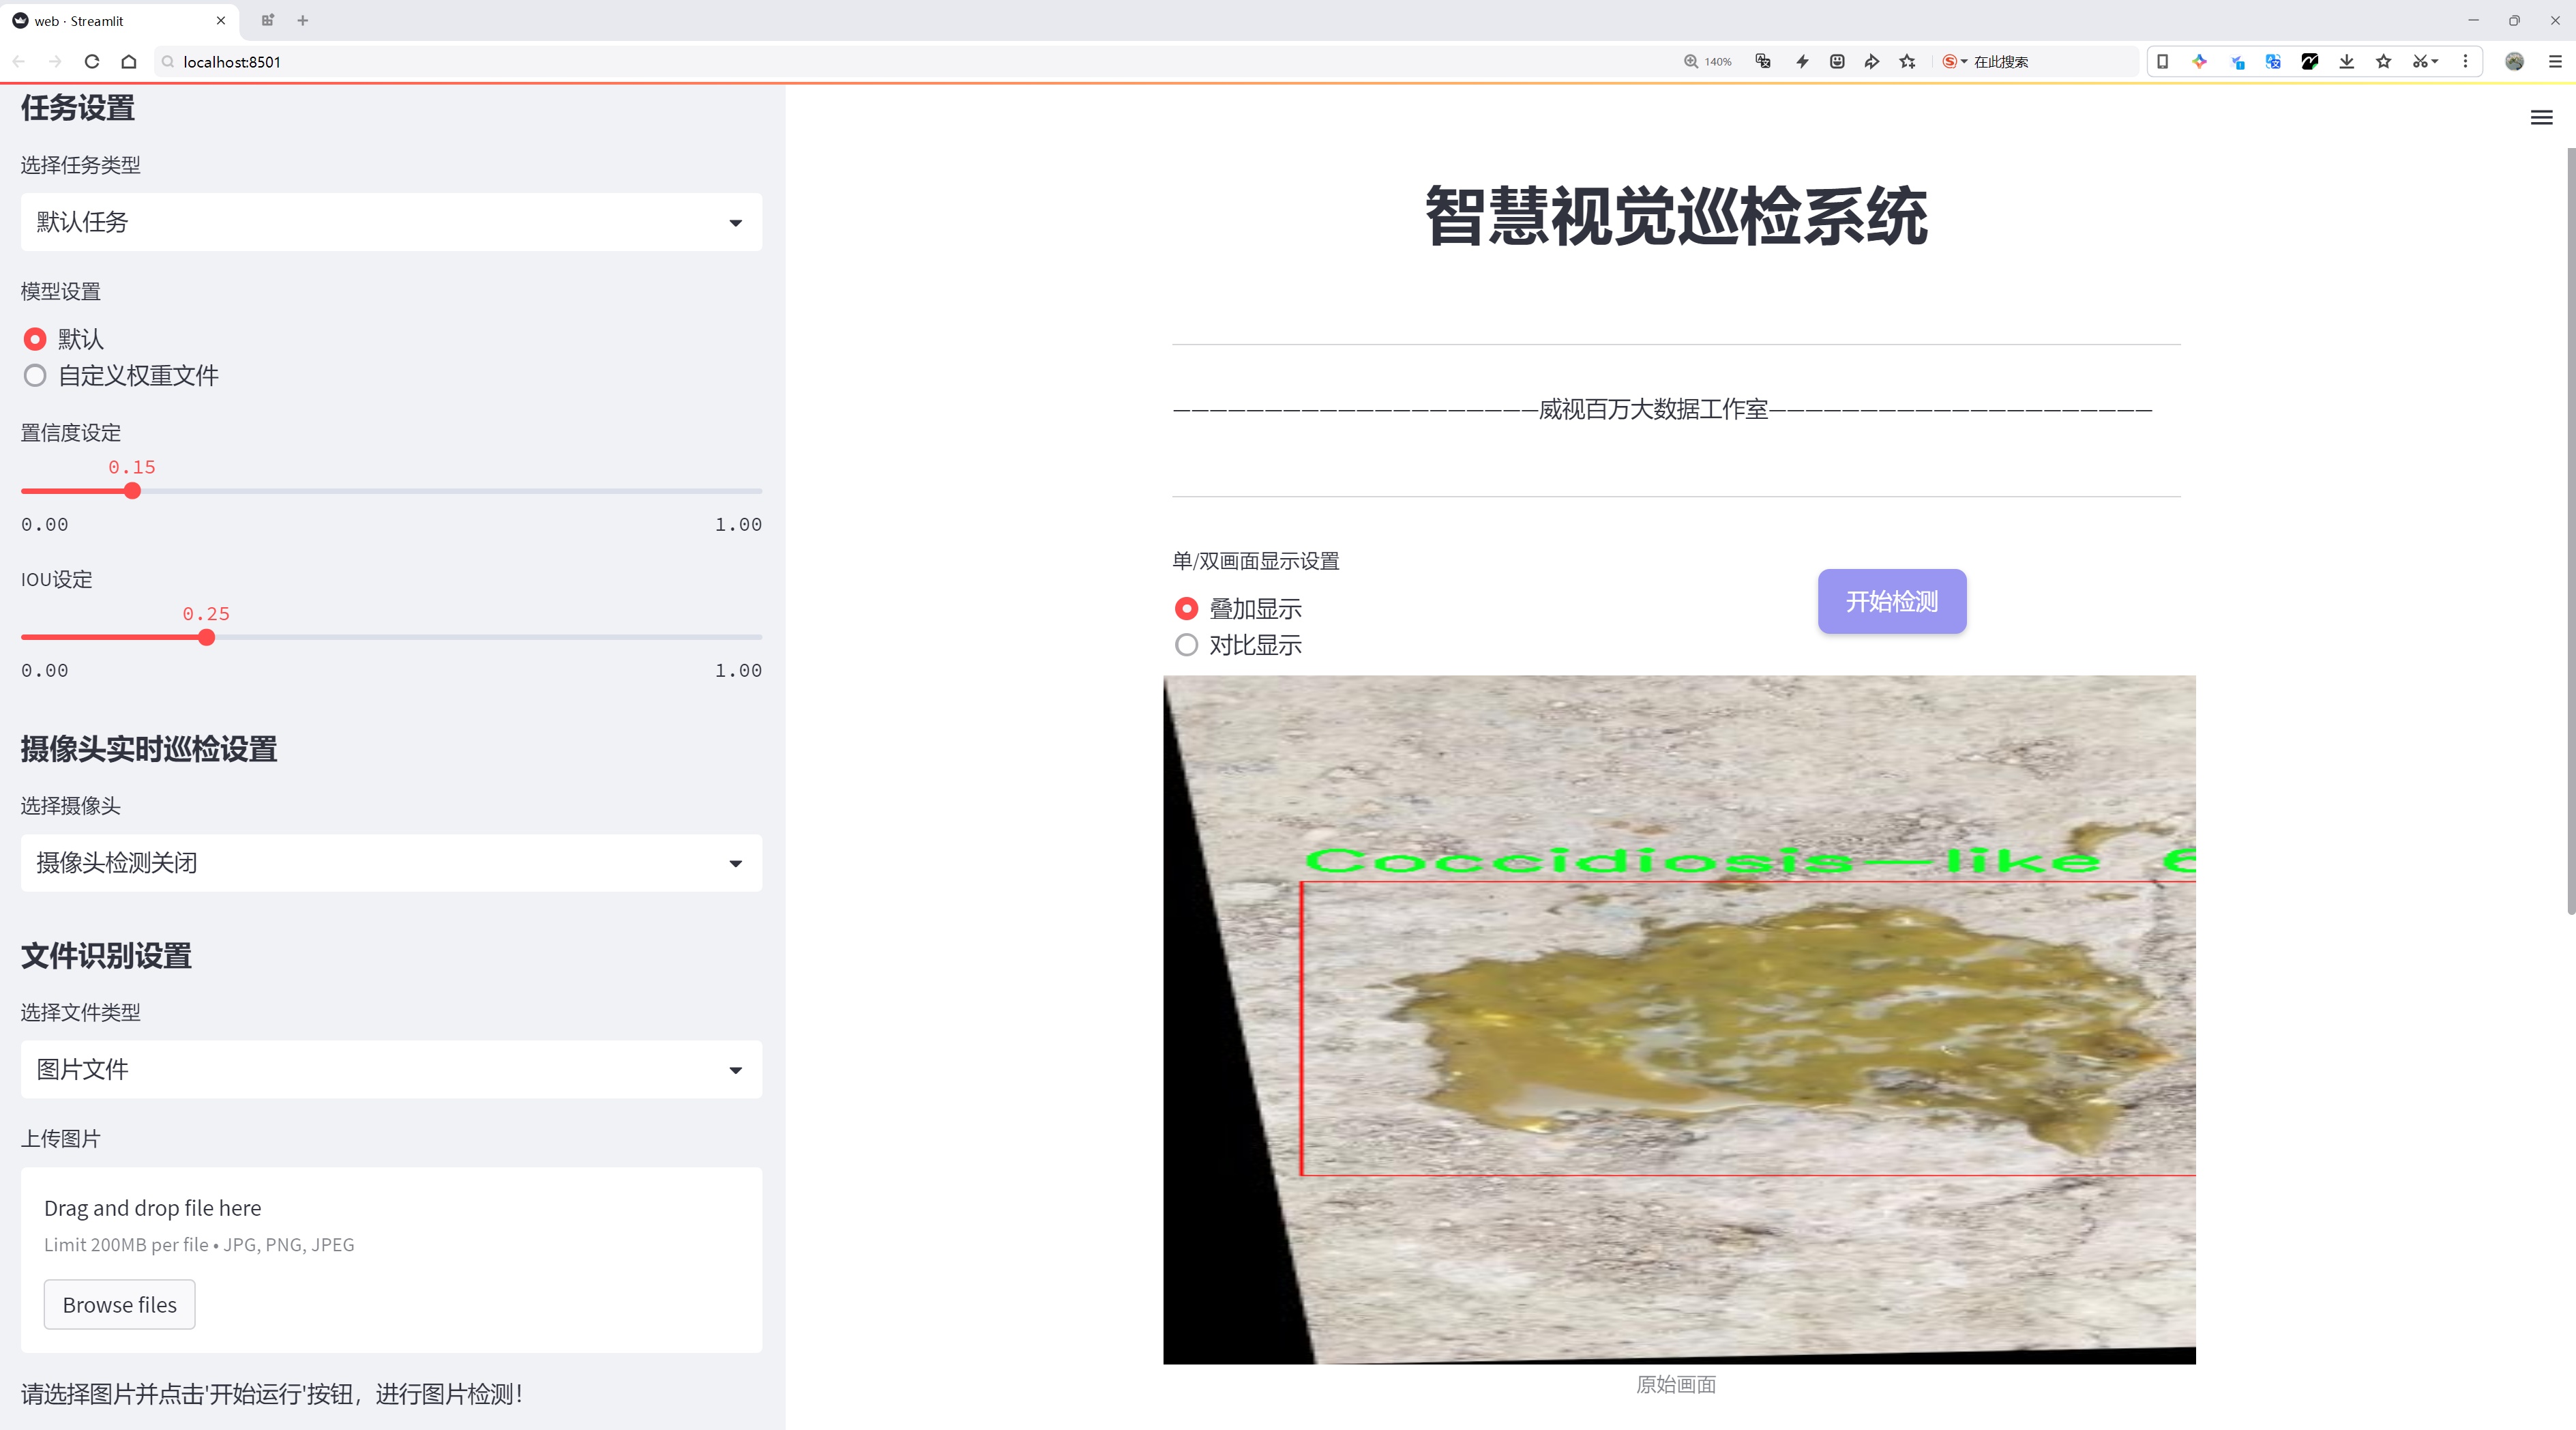 web · Streamlit
localhost:8501
140%
在此搜索
任务设置
选择任务类型
默认任务
模型设置
默认
自定义权重文件
置信度设定
0.15
0.00
1.00
IOU设定
0.25
0.00
1.00
摄像头实时巡检设置
选择摄像头
摄像头检测关闭
文件识别设置
选择文件类型
图片文件
上传图片
Drag and drop file here
Limit 200MB per file • JPG, PNG, JPEG
Browse files
请选择图片并点击'开始运行'按钮，进行图片检测！
智慧视觉巡检系统
————————————————————威视百万大数据工作室—————————————————————
单/双画面显示设置
叠加显示
对比显示
开始检测
Coccidiosis—like 6
原始画面